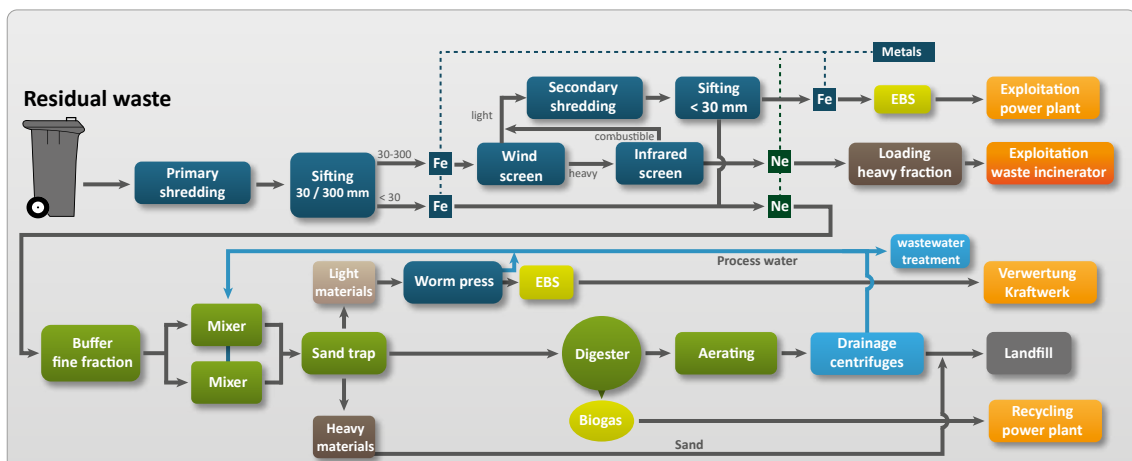 Metals
Residual waste
Secondary
shredding
Sifting
< 30 mm
Fe
EBS
Exploitation
power plant
light
combustible
30-300
Primary
shredding
Sifting
30 / 300 mm
Fe
Wind
screen
heavy
Infrared
screen
Ne
Loading
heavy fraction
Exploitation
waste incinerator
< 30
Fe
Ne
Process water
wastewater
treatment
Light
materials
Worm press
EBS
Verwertung
Kraftwerk
Buffer
fine fraction
Mixer
Mixer
Sand trap
Digester
Aerating
Drainage
centrifuges
Landfill
Biogas
Recycling
power plant
Heavy
materials
Sand